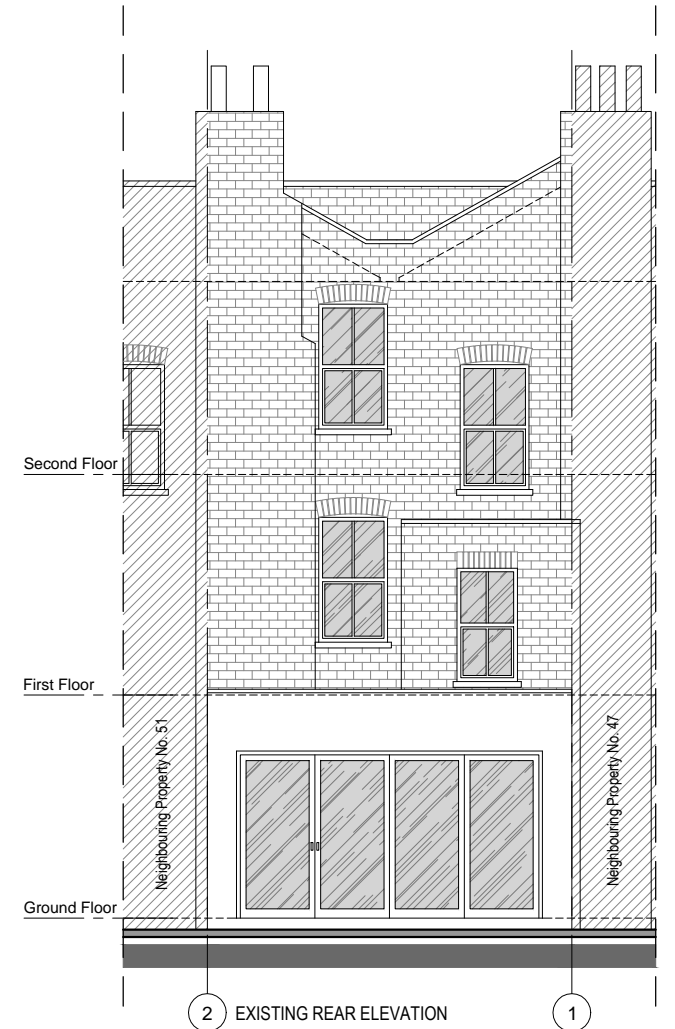 Second Floor
First Floor
Neighbouring Property No. 51
Neighbouring Property No. 47
Ground Floor
2 EXISTING REAR ELEVATION 1